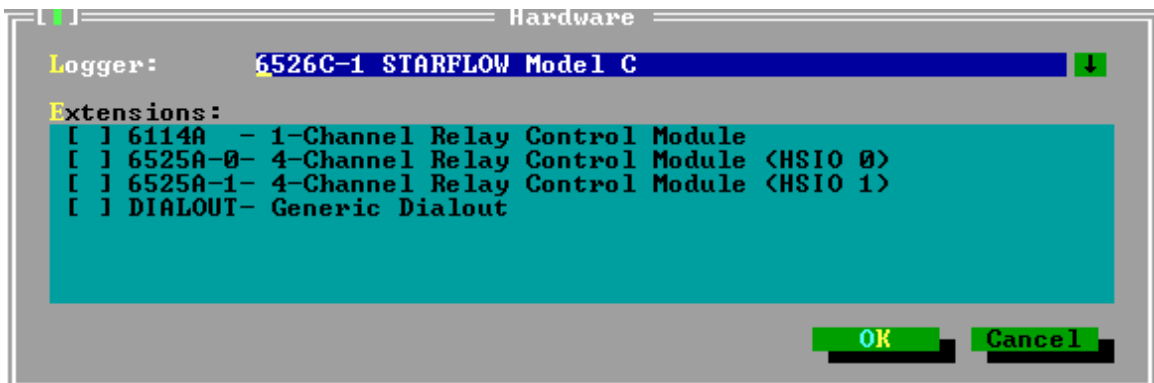 Hardware
Logger: 6526C-1 STARFLOW Model C
Extensions:
[ ] 6114A - 1-Channel Relay Control Module
[ ] 6525A-0- 4-Channel Relay Control Module (HSIO 0)
[ ] 6525A-1- 4-Channel Relay Control Module (HSIO 1)
[ ] DIALOUT- Generic Dialout
OK Cancel